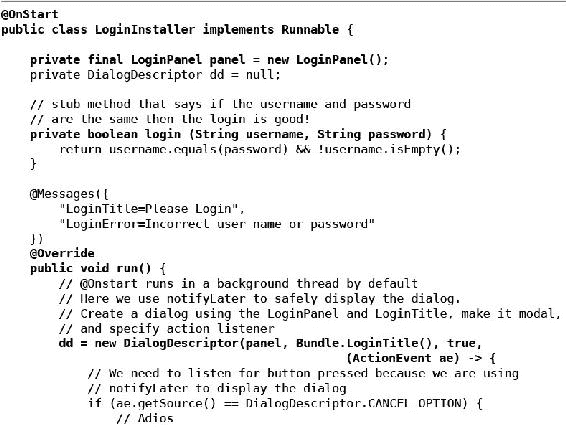 @OnStart
public class LoginInstaller implements Runnable {
private final LoginPanel panel = new LoginPanel();
private DialogDescriptor dd = null;
// stub method that says if the username and password
// are the same then the login is good!
private boolean login (String username, String password) {
return username.equals(password) && !username.isEmpty();
}
@Messages({
"LoginTitle=Please Login",
"LoginError=Incorrect user name or password"
})
@Override
public void run() {
// @Onstart runs in a background thread by default
// Here we use notifyLater to safely display the dialog.
// Create a dialog using the LoginPanel and LoginTitle, make it modal,
// and specify action listener
dd = new DialogDescriptor(panel, Bundle.LoginTitle(), true,
(ActionEvent ae) -> {
// We need to listen for button pressed because we are using
// notifyLater to display the dialog
if (ae.getSource() == DialogDescriptor.CANCEL_OPTION) {
// Adios